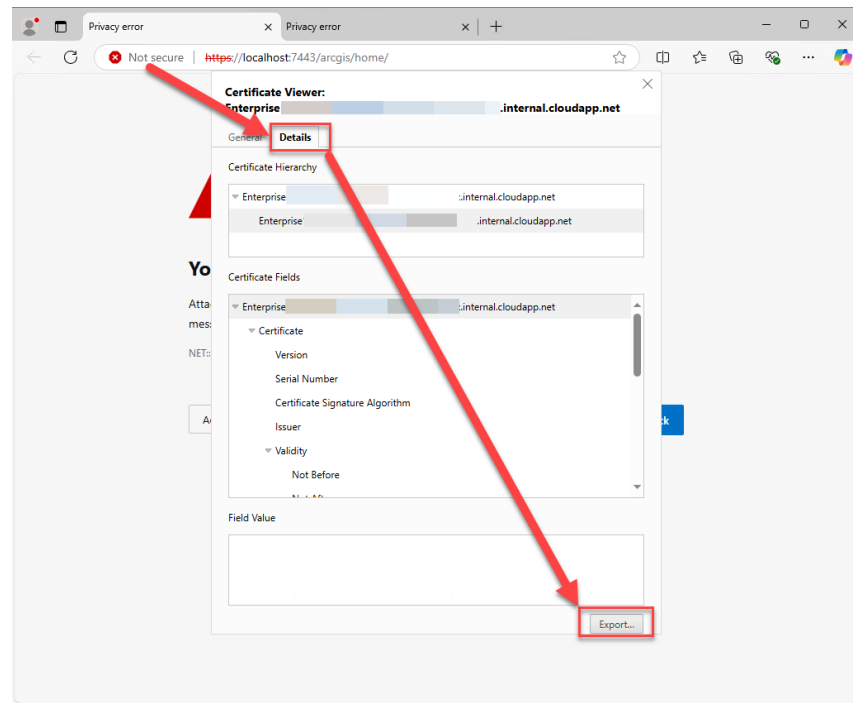 Privacy error
Privacy error
Not secure https://localhost:7443/arcgis/home/
Certificate Viewer:
Enterprise .internal.cloudapp.net
General Details
Certificate Hierarchy
Enterprise :.internal.cloudapp.net
Enterprise .internal.cloudapp.net
Yo
Certificate Fields
Atta
Enterprise :.internal.cloudapp.net
mes
Certificate
NET::
Version
Serial Number
Certificate Signature Algorithm
Issuer
Validity
Not Before
Field Value
Export...